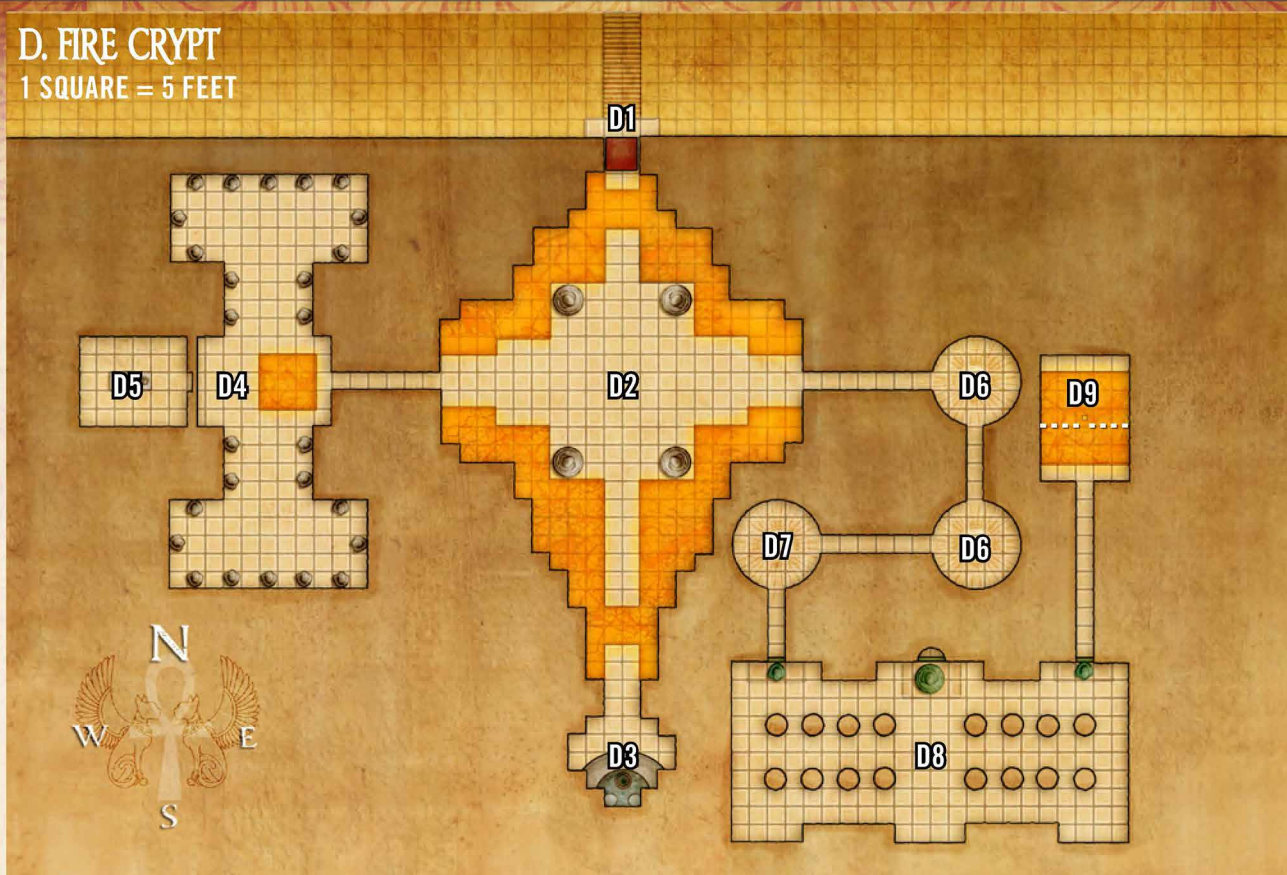 D. FIRE CRYPT
1 SQUARE = 5 FEET
D1
D5
D4
D2
D6
D9
D7
D6
N
W
E
S
D3
D8